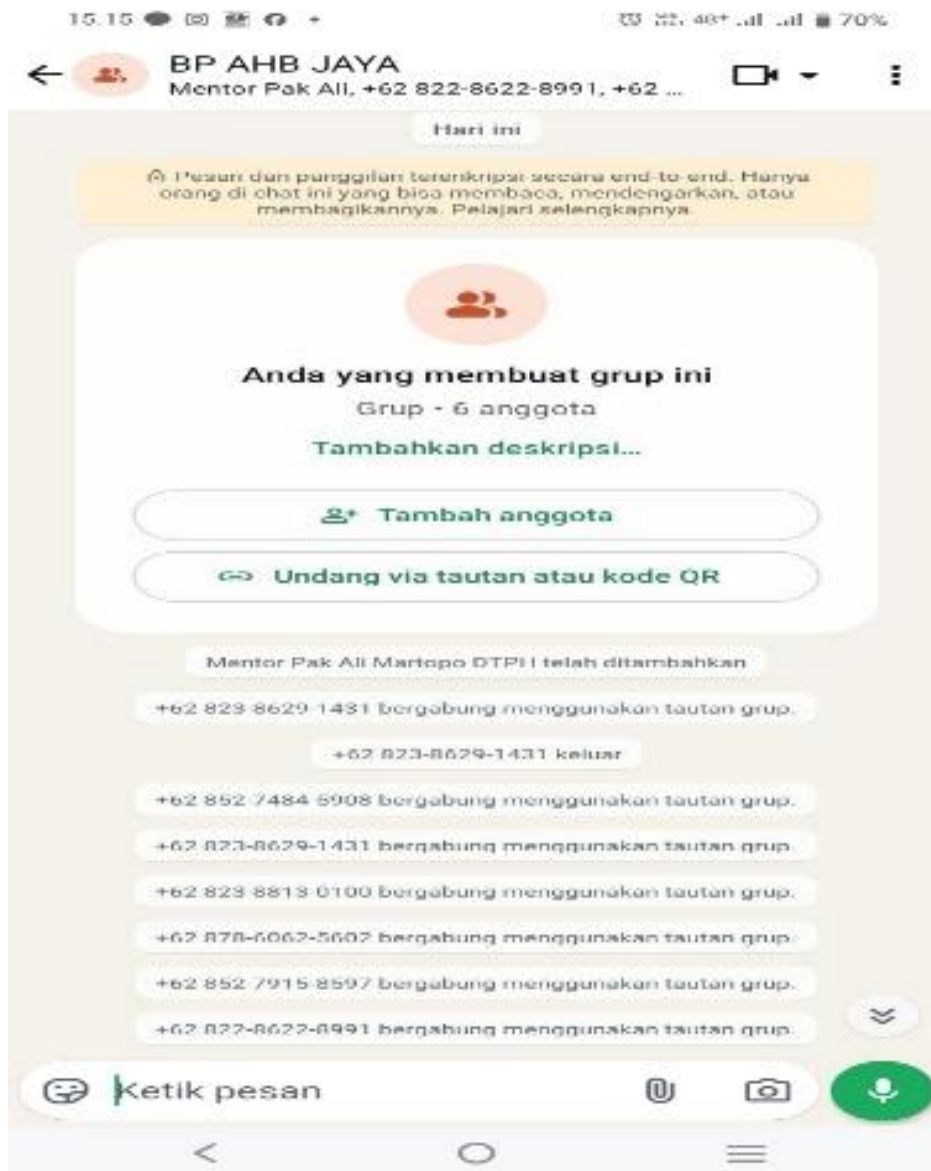 15.15
4G+ 70%
BP AHB JAYA
Mentor Pak Ali, +62 822-8622-8991, +62 ...
Hari ini
Pesan dan panggilan terenkripsi secara end-to-end. Hanya
orang di chat ini yang bisa membaca, mendengarkan, atau
membagikannya. Pelajari selengkapnya
Anda yang membuat grup ini
Grup · 6 anggota
Tambahkan deskripsi...
Tambah anggota
Undang via tautan atau kode QR
Mentor Pak Ali Martopo DTPH telah ditambahkan
+62 823-8629-1431 bergabung menggunakan tautan grup.
+62 823-8629-1431 keluar
+62 852-7484-5908 bergabung menggunakan tautan grup.
+62 823-8629-1431 bergabung menggunakan tautan grup.
+62 823-8813-0100 bergabung menggunakan tautan grup.
+62 878-6062-5602 bergabung menggunakan tautan grup.
+62 852-7915-8597 bergabung menggunakan tautan grup.
+62 822-8622-8991 bergabung menggunakan tautan grup.
Ketik pesan